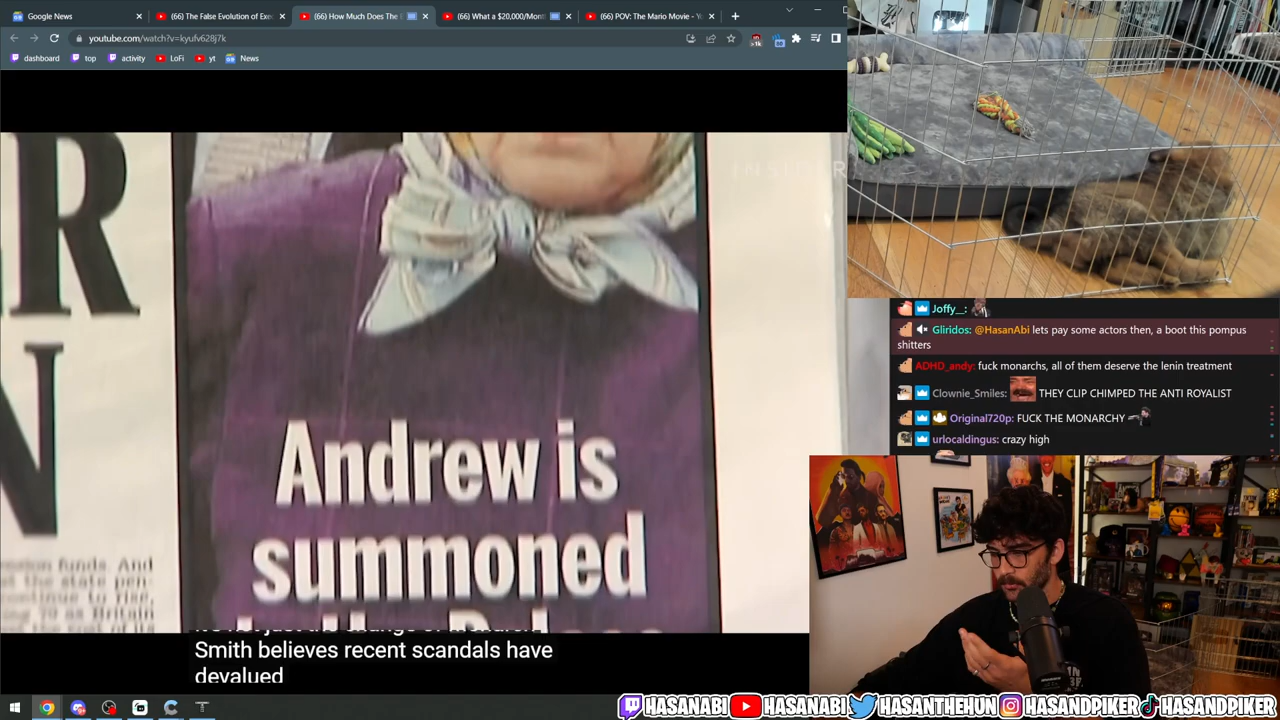 Google News
(66) The False Evolution of Exe
(66) How Much Does The
(66) What a $20,000/Mont
(66) POV: The Mario Movie - Y
youtube.com/watch?v=kyufv628j7k
dashboard
top
activity
LoFi
yt
News
INSIDER
R
N
Andrew is
summoned
Smith believes recent scandals have
devalued
Joffy__:
Gliridos: @HasanAbi lets pay some actors then, a boot this pompus
shitters
ADHD_andy: fuck monarchs, all of them deserve the lenin treatment
Clownie_Smiles: THEY CLIP CHIMPED THE ANTI ROYALIST
Original720p: FUCK THE MONARCHY
urlocaldingus: crazy high
HASANABI
HASANABI
HASANTHEHUN
HASANDPIKER
HASANDPIKER